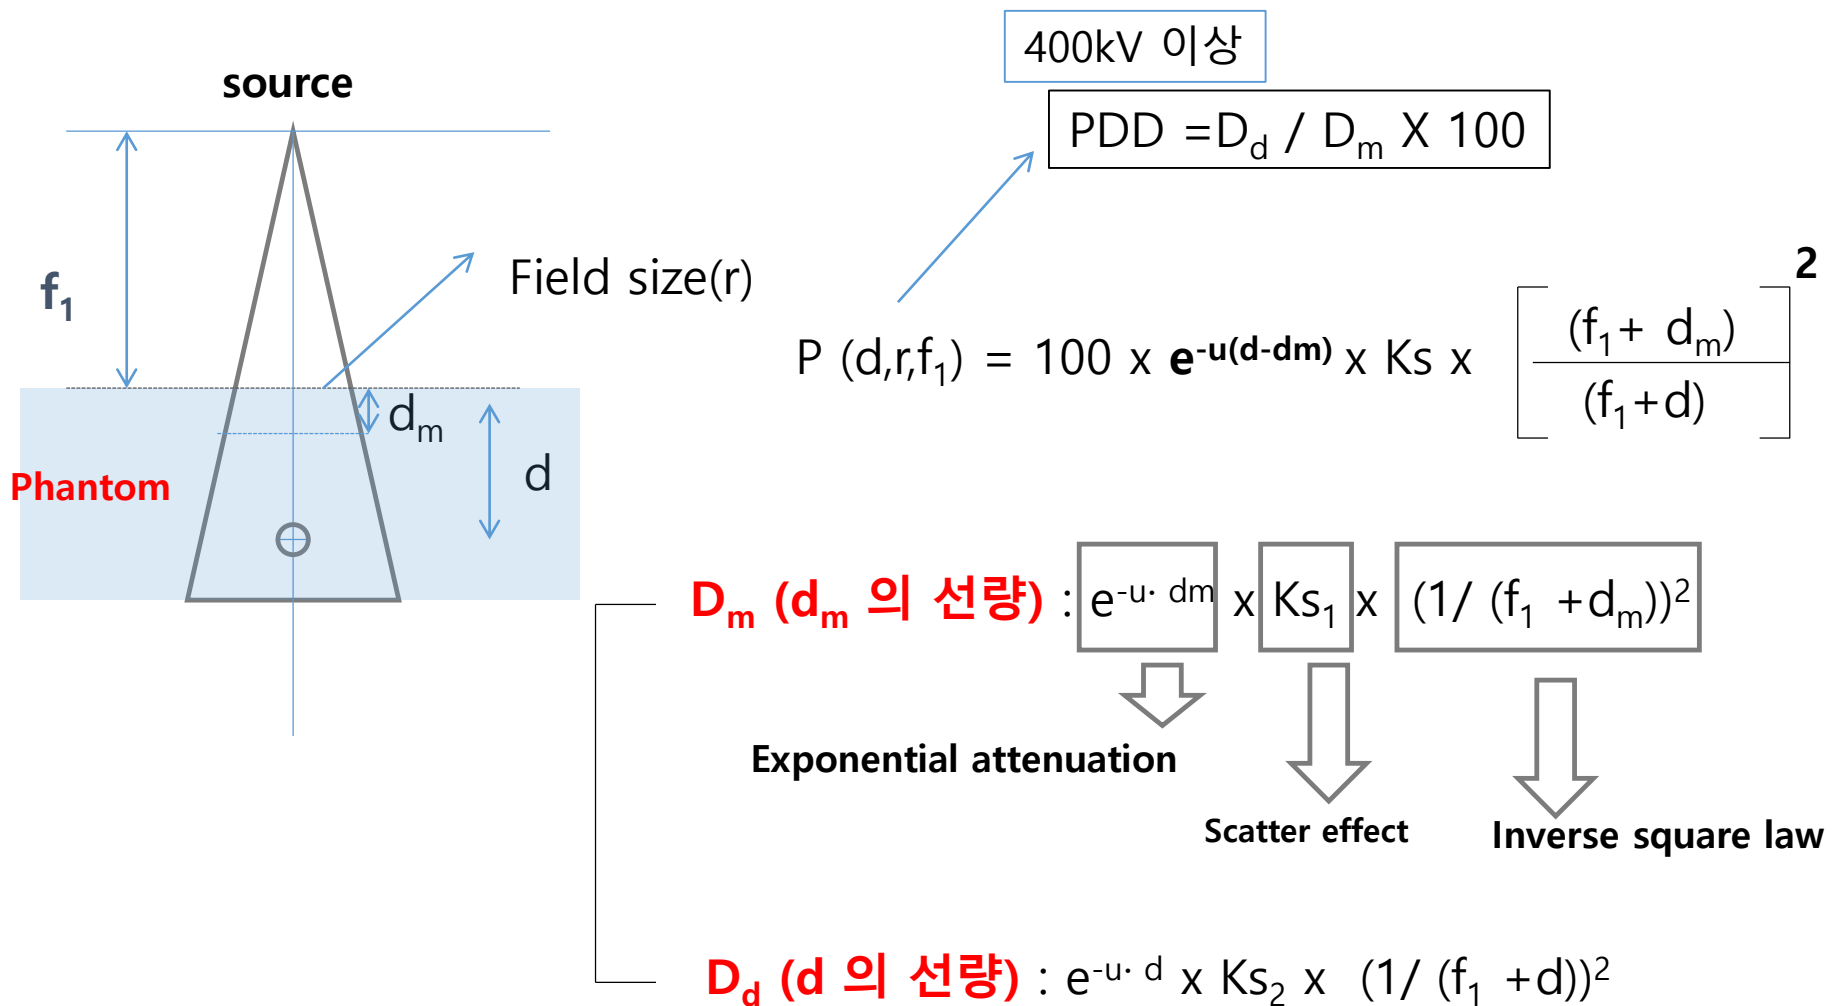 400kV 이상
source
PDD =Dd / Dm X 100
Field size(r)
f1
P (d,r,f1) = 100 x e-u(d-dm) x Ks x [(f1+ dm) / (f1+d)]2
dm
d
Phantom
Dm (dm 의 선량) : e-u· dm x Ks1 x (1/ (f1 +dm))2
Exponential attenuation
Scatter effect
Inverse square law
Dd (d 의 선량) : e-u· d x Ks2 x (1/ (f1 +d))2